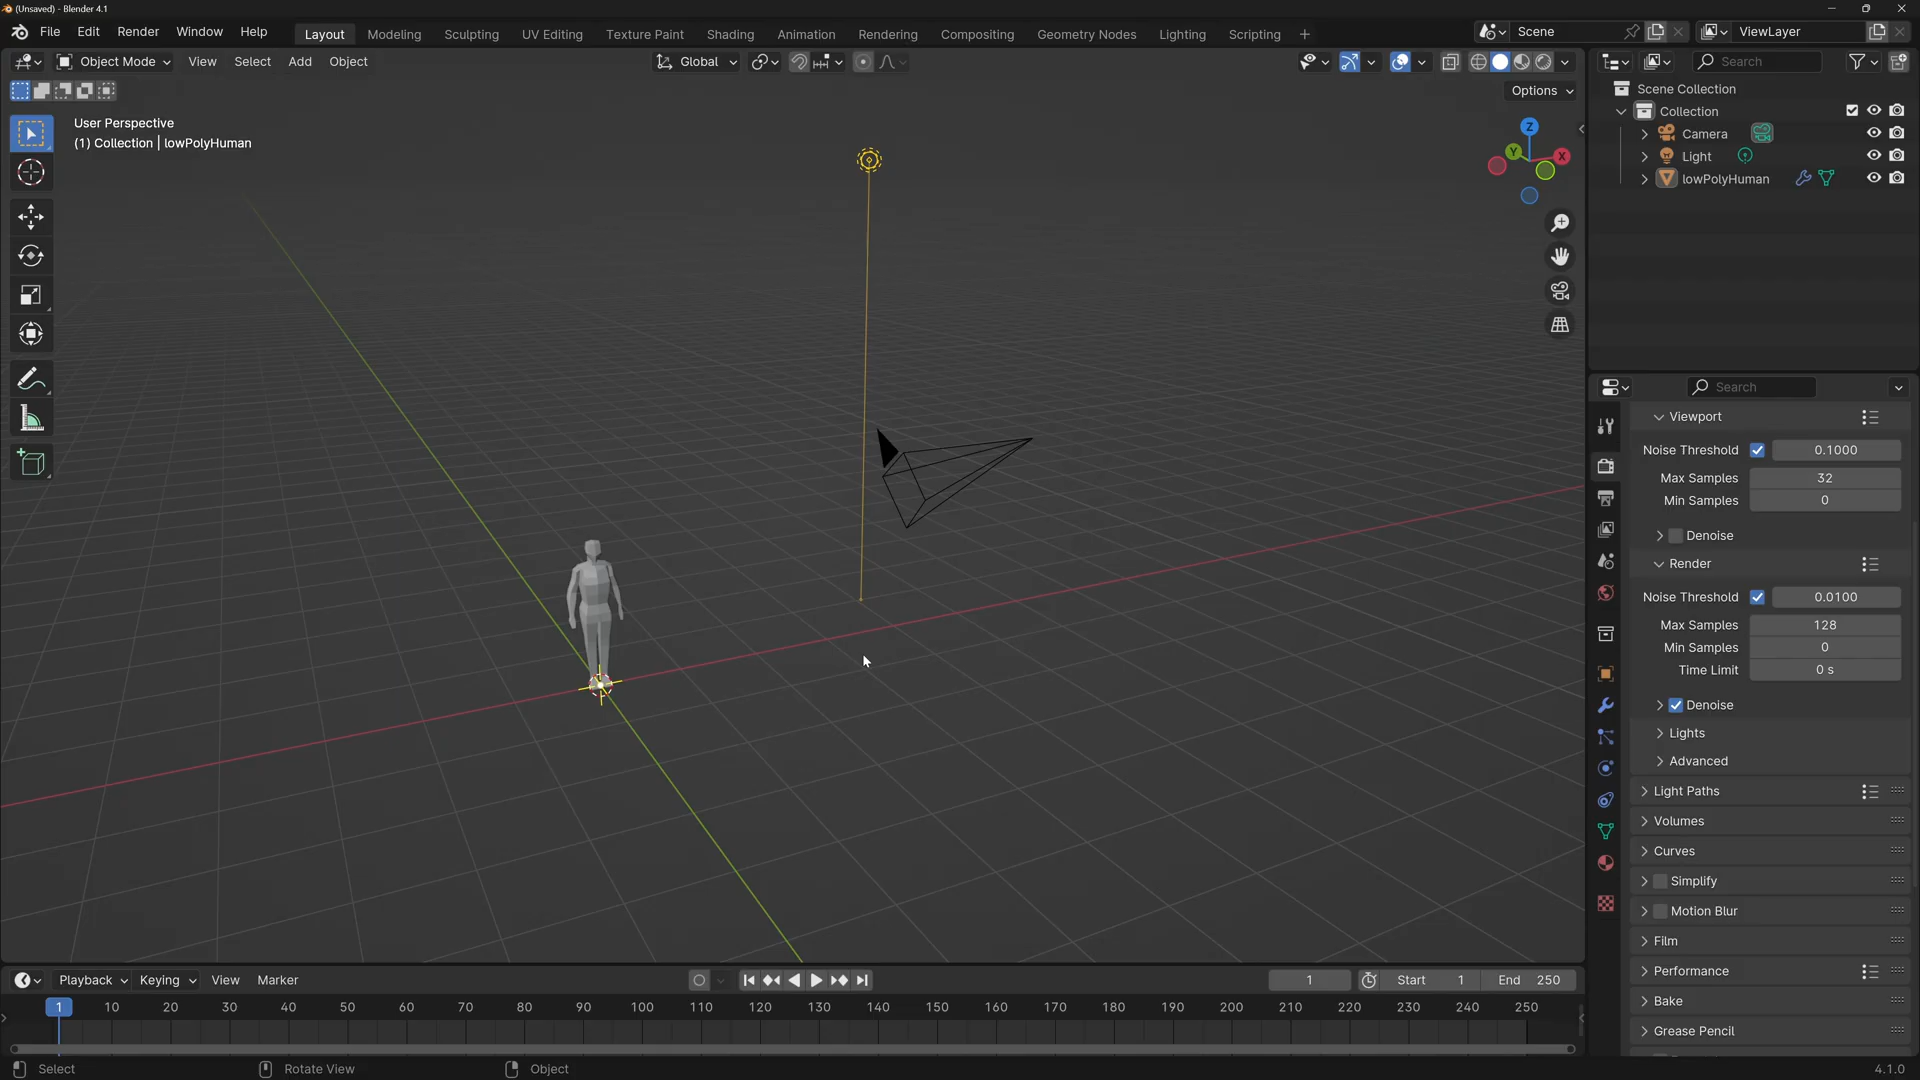 (Unsaved) - Blender 4.1
File Edit Render Window Help Layout Modeling Sculpting UV Editing Texture Paint Shading Animation Rendering Compositing Geometry Nodes Lighting Scripting + Scene ViewLayer
Object Mode View Select Add Object Global Search
Options
User Perspective
(1) Collection | lowPolyHuman
Z
Y
X
Scene Collection
Collection
Camera
Light
lowPolyHuman
Search
Viewport
Noise Threshold 0.1000
Max Samples 32
Min Samples 0
Denoise
Render
Noise Threshold 0.0100
Max Samples 128
Min Samples 0
Time Limit 0 s
Denoise
Lights
Advanced
Light Paths
Volumes
Curves
Simplify
Motion Blur
Film
Performance
Bake
Grease Pencil
Playback Keying View Marker 1 Start 1 End 250
1 10 20 30 40 50 60 70 80 90 100 110 120 130 140 150 160 170 180 190 200 210 220 230 240 250
Select Rotate View Object 4.1.0